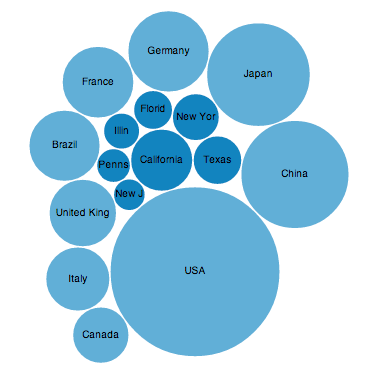 Germany
Japan
France
Florid
New Yor
Illin
Brazil
California
Texas
Penns
China
New J
United King
USA
Italy
Canada